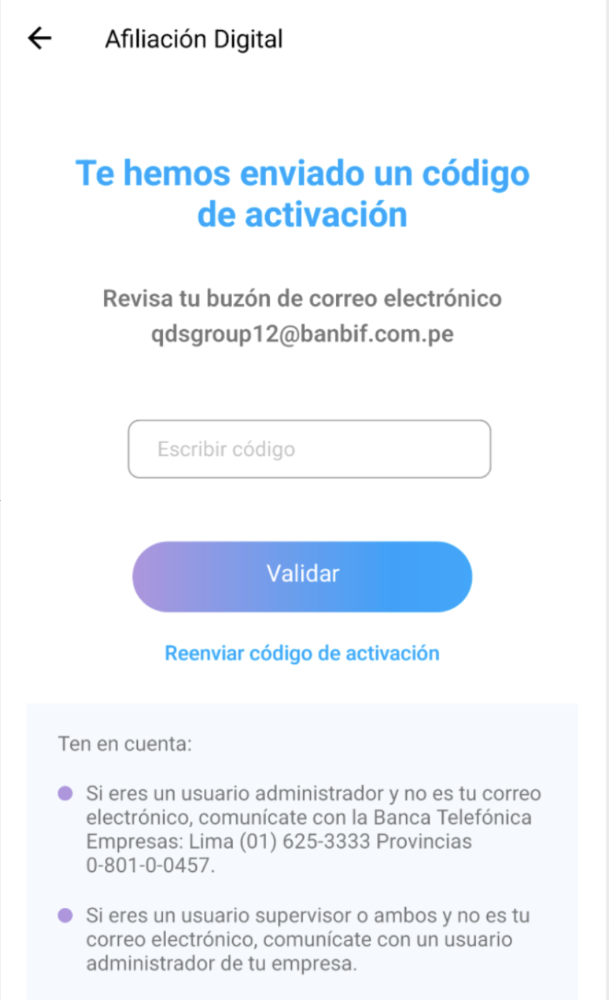 Afiliación Digital
Te hemos enviado un código
de activación
Revisa tu buzón de correo electrónico
qdsgroup12@banbif.com.pe
Escribir código
Validar
Reenviar código de activación
Ten en cuenta:
Si eres un usuario administrador y no es tu correo
electrónico, comunícate con la Banca Telefónica
Empresas: Lima (01) 625-3333 Provincias
0-801-0-0457.
Si eres un usuario supervisor o ambos y no es tu
correo electrónico, comunícate con un usuario
administrador de tu empresa.